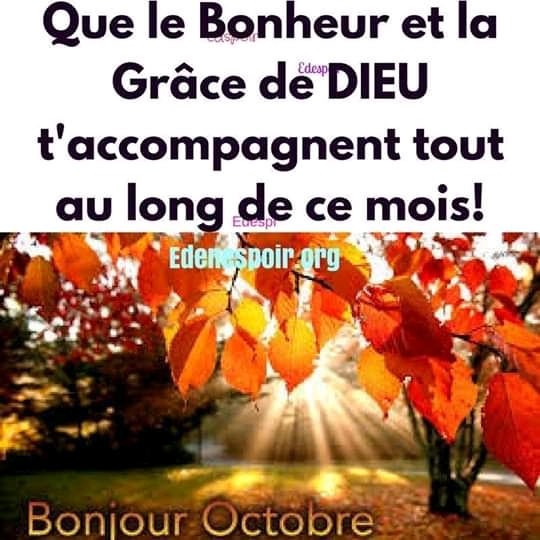 Que le Bonheur et la
Grâce de DIEU
t'accompagnent tout
au long de ce mois!
Edenespoir.org
Bonjour Octobre